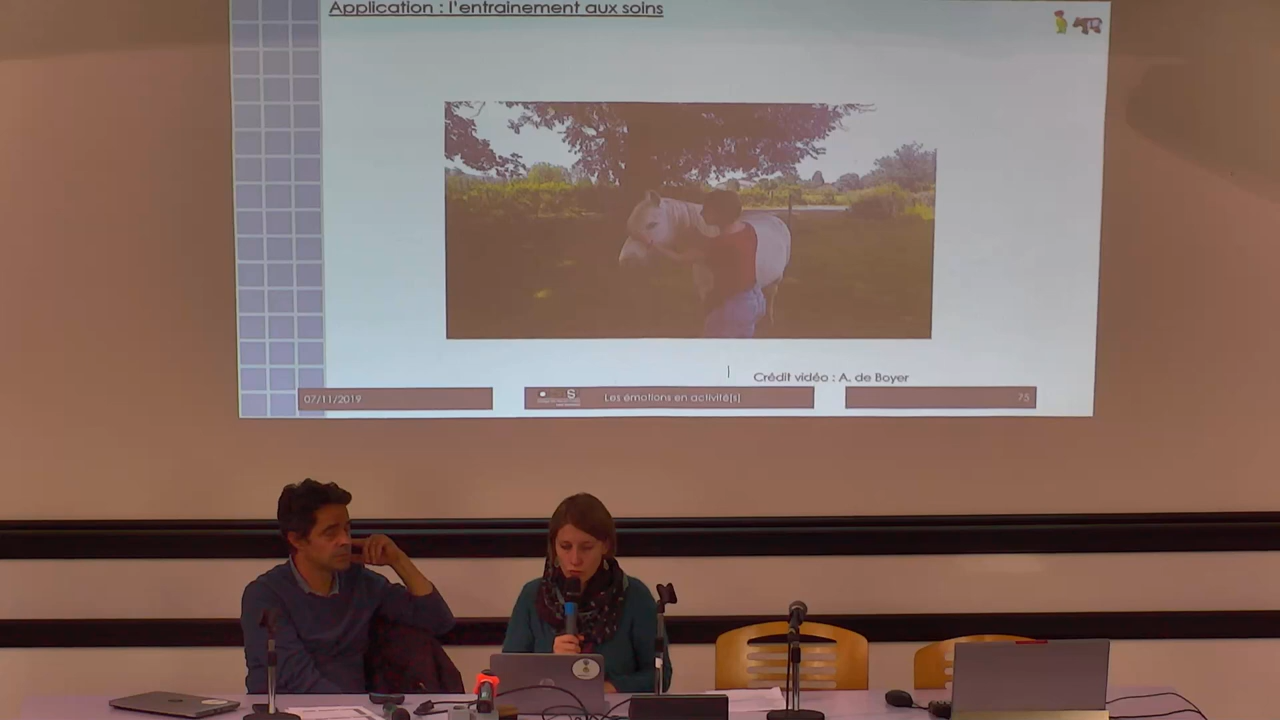 Application : l'entrainement aux soins
Crédit vidéo : A. de Boyer
07/11/2019
Les émotions en activité(s)
75